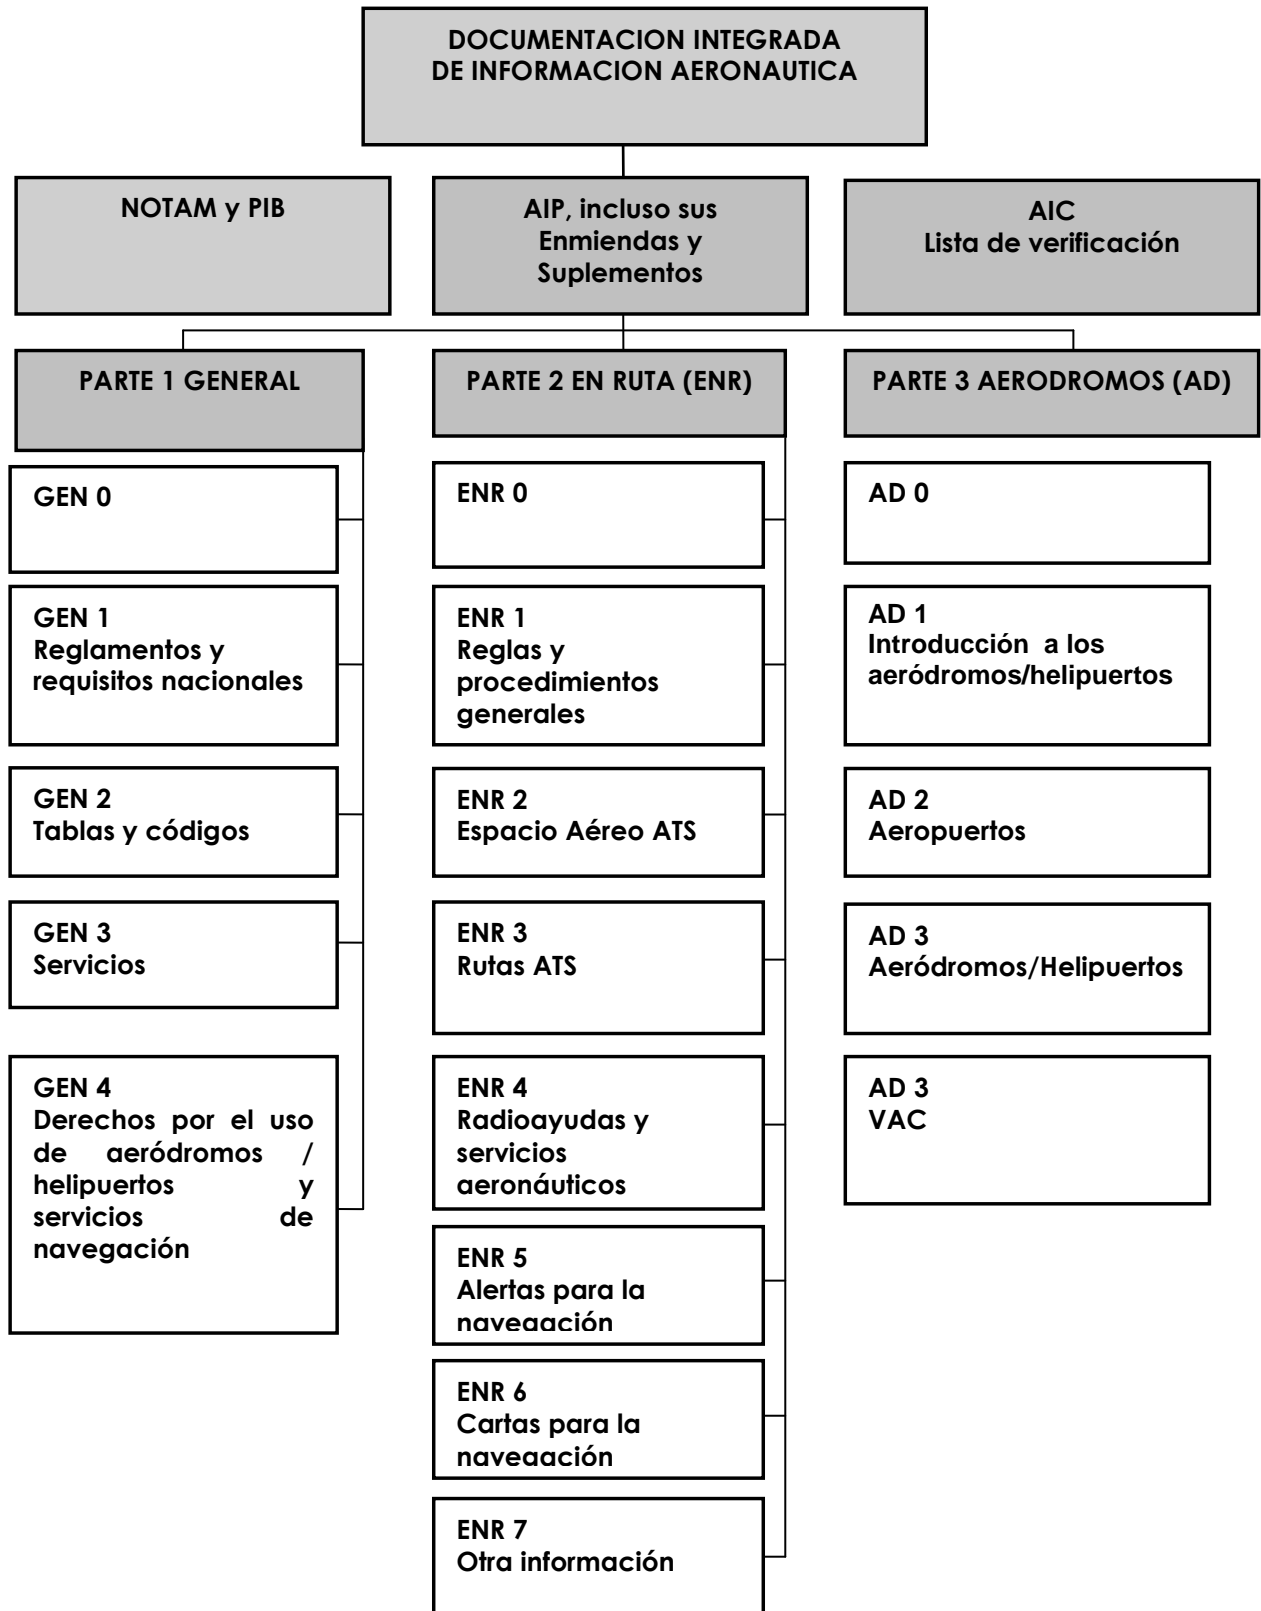 DOCUMENTACION INTEGRADA
DE INFORMACION AERONAUTICA
NOTAM y PIB
AIP, incluso sus
Enmiendas y
Suplementos
AIC
Lista de verificación
PARTE 1 GENERAL
PARTE 2 EN RUTA (ENR)
PARTE 3 AERODROMOS (AD)
GEN 0
GEN 1
Reglamentos y
requisitos nacionales
GEN 2
Tablas y códigos
GEN 3
Servicios
GEN 4
Derechos por el uso
de aeródromos /
helipuertos y
servicios de
navegación
ENR 0
ENR 1
Reglas y
procedimientos
generales
ENR 2
Espacio Aéreo ATS
ENR 3
Rutas ATS
ENR 4
Radioayudas y
servicios
aeronáuticos
ENR 5
Alertas para la
navegación
ENR 6
Cartas para la
navegación
ENR 7
Otra información
AD 0
AD 1
Introducción a los
aeródromos/helipuertos
AD 2
Aeropuertos
AD 3
Aeródromos/Helipuertos
AD 3
VAC